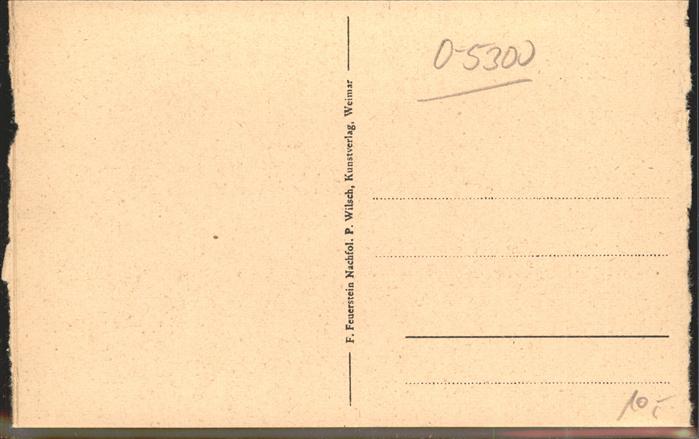 F. Feuerstein Nachfol. P. Wilsch, Kunstverlag, Weimar
O-5300
10,-